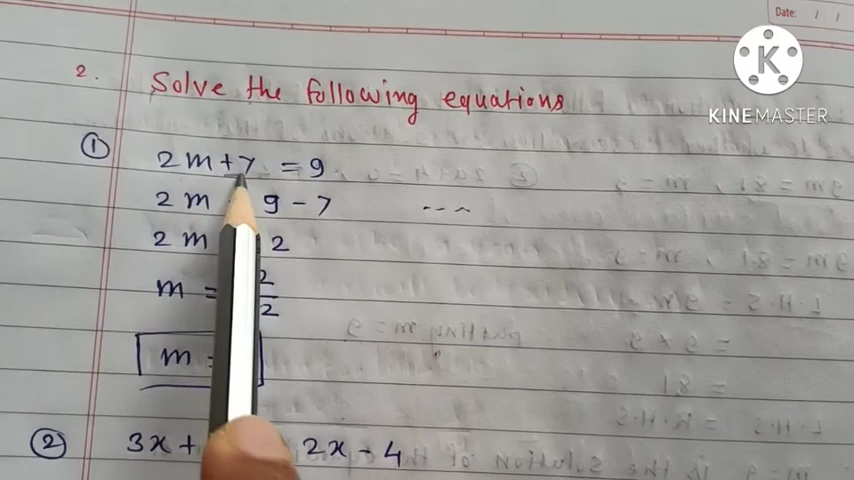 Date: / /
KINEMASTER
2. Solve the following equations
① 2m+7 = 9
2m 9-7
2m 2
m = 2/2
m =
② 3x+ 2x-4